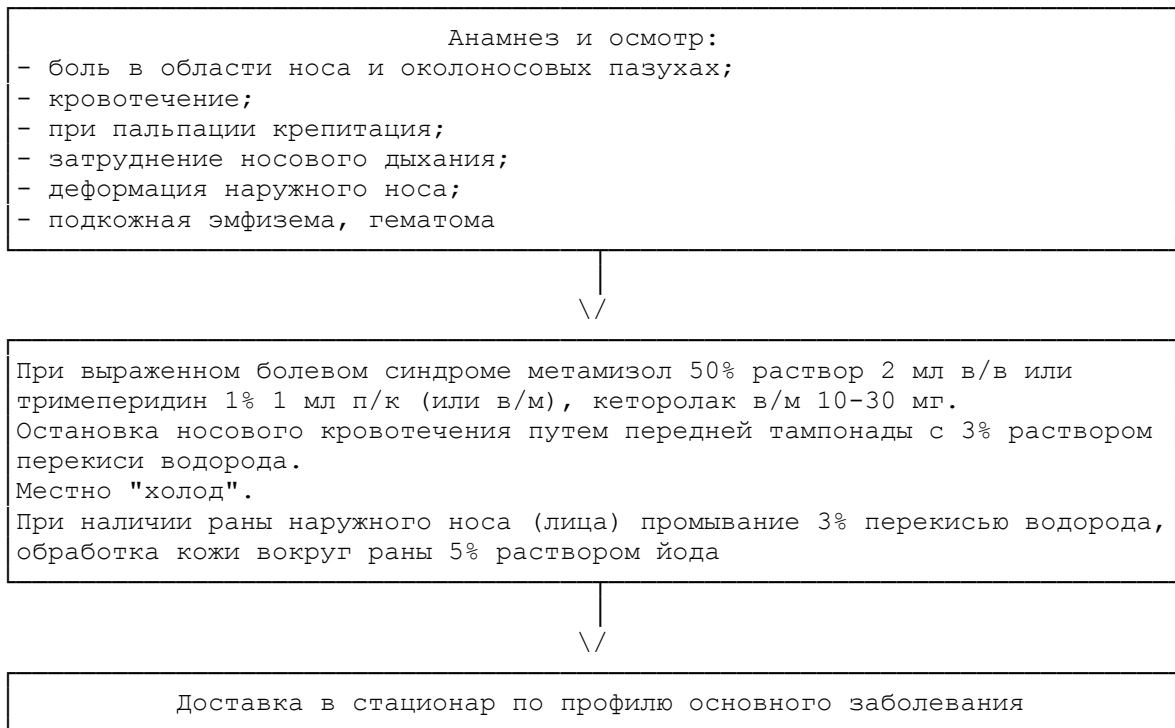 Анамнез и осмотр:
- боль в области носа и околоносовых пазухах;
- кровотечение;
- при пальпации крепитация;
- затруднение носового дыхания;
- деформация наружного носа;
- подкожная эмфизема, гематома
\/
При выраженном болевом синдроме метамизол 50% раствор 2 мл в/в или
тримеперидин 1% 1 мл п/к (или в/м), кеторолак в/м 10-30 мг.
Остановка носового кровотечения путем передней тампонады с 3% раствором
перекиси водорода.
Местно "холод".
При наличии раны наружного носа (лица) промывание 3% перекисью водорода,
обработка кожи вокруг раны 5% раствором йода
\/
Доставка в стационар по профилю основного заболевания